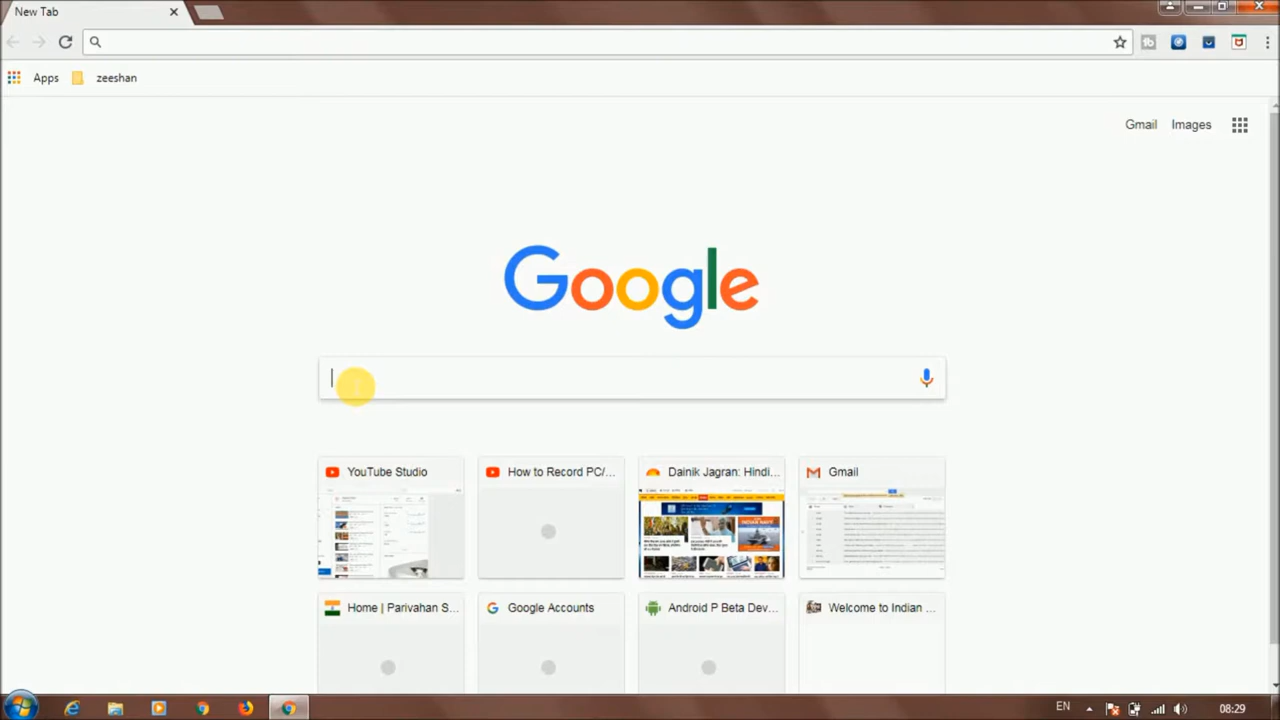 New Tab
Apps
zeeshan
Gmail
Images
Google
YouTube Studio
How to Record PC/...
Dainik Jagran: Hindi...
Gmail
Home | Parivahan S...
Google Accounts
Android P Beta Dev...
Welcome to Indian ...
EN
08:29